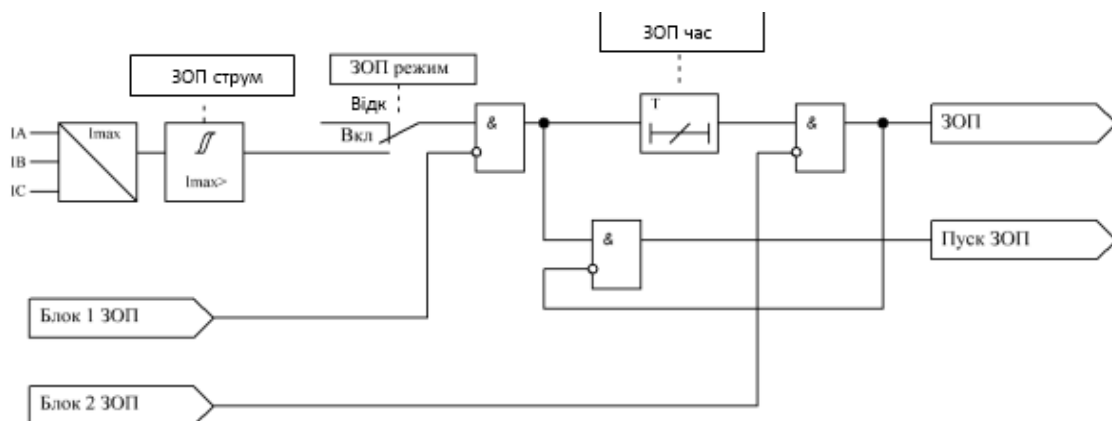 ЗОП час
ЗОП струм
ЗОП режим
Відк
Вкл
IA
IB
IC
Imax
Imax>
&
T
&
ЗОП
&
Пуск ЗОП
Блок 1 ЗОП
Блок 2 ЗОП